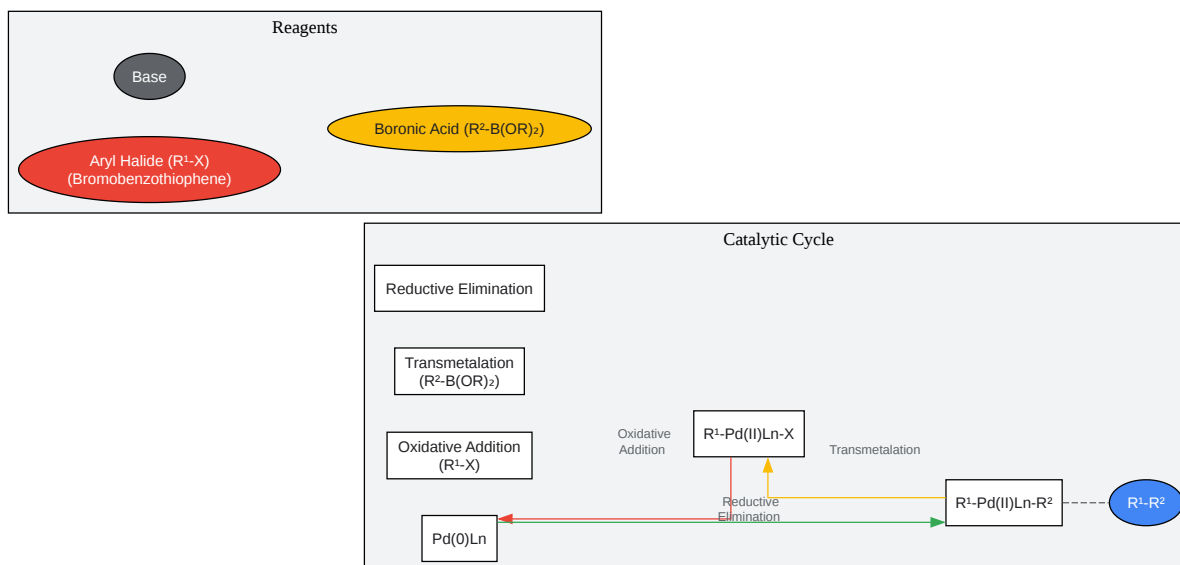 Reagents
Base
Boronic Acid (R²-B(OR)₂)
Aryl Halide (R¹-X)
(Bromobenzothiophene)
Catalytic Cycle
Reductive Elimination
Transmetalation
(R²-B(OR)₂)
Oxidative Addition
(R¹-X)
Oxidative
Addition
R¹-Pd(II)Ln-X
Transmetalation
Reductive
Elimination
R¹-Pd(II)Ln-R²
R¹-R²
Pd(0)Ln